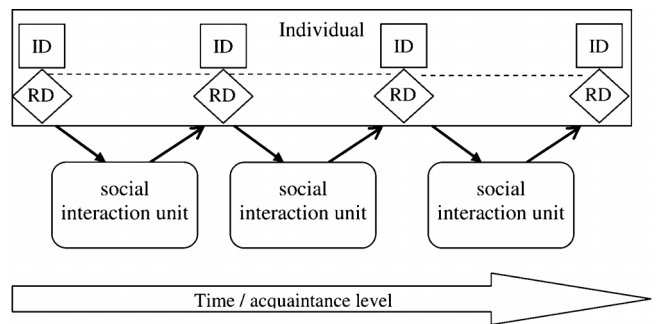 Individual
ID ID ID ID
RD RD RD RD
social social social
interaction unit interaction unit interaction unit
Time / acquaintance level